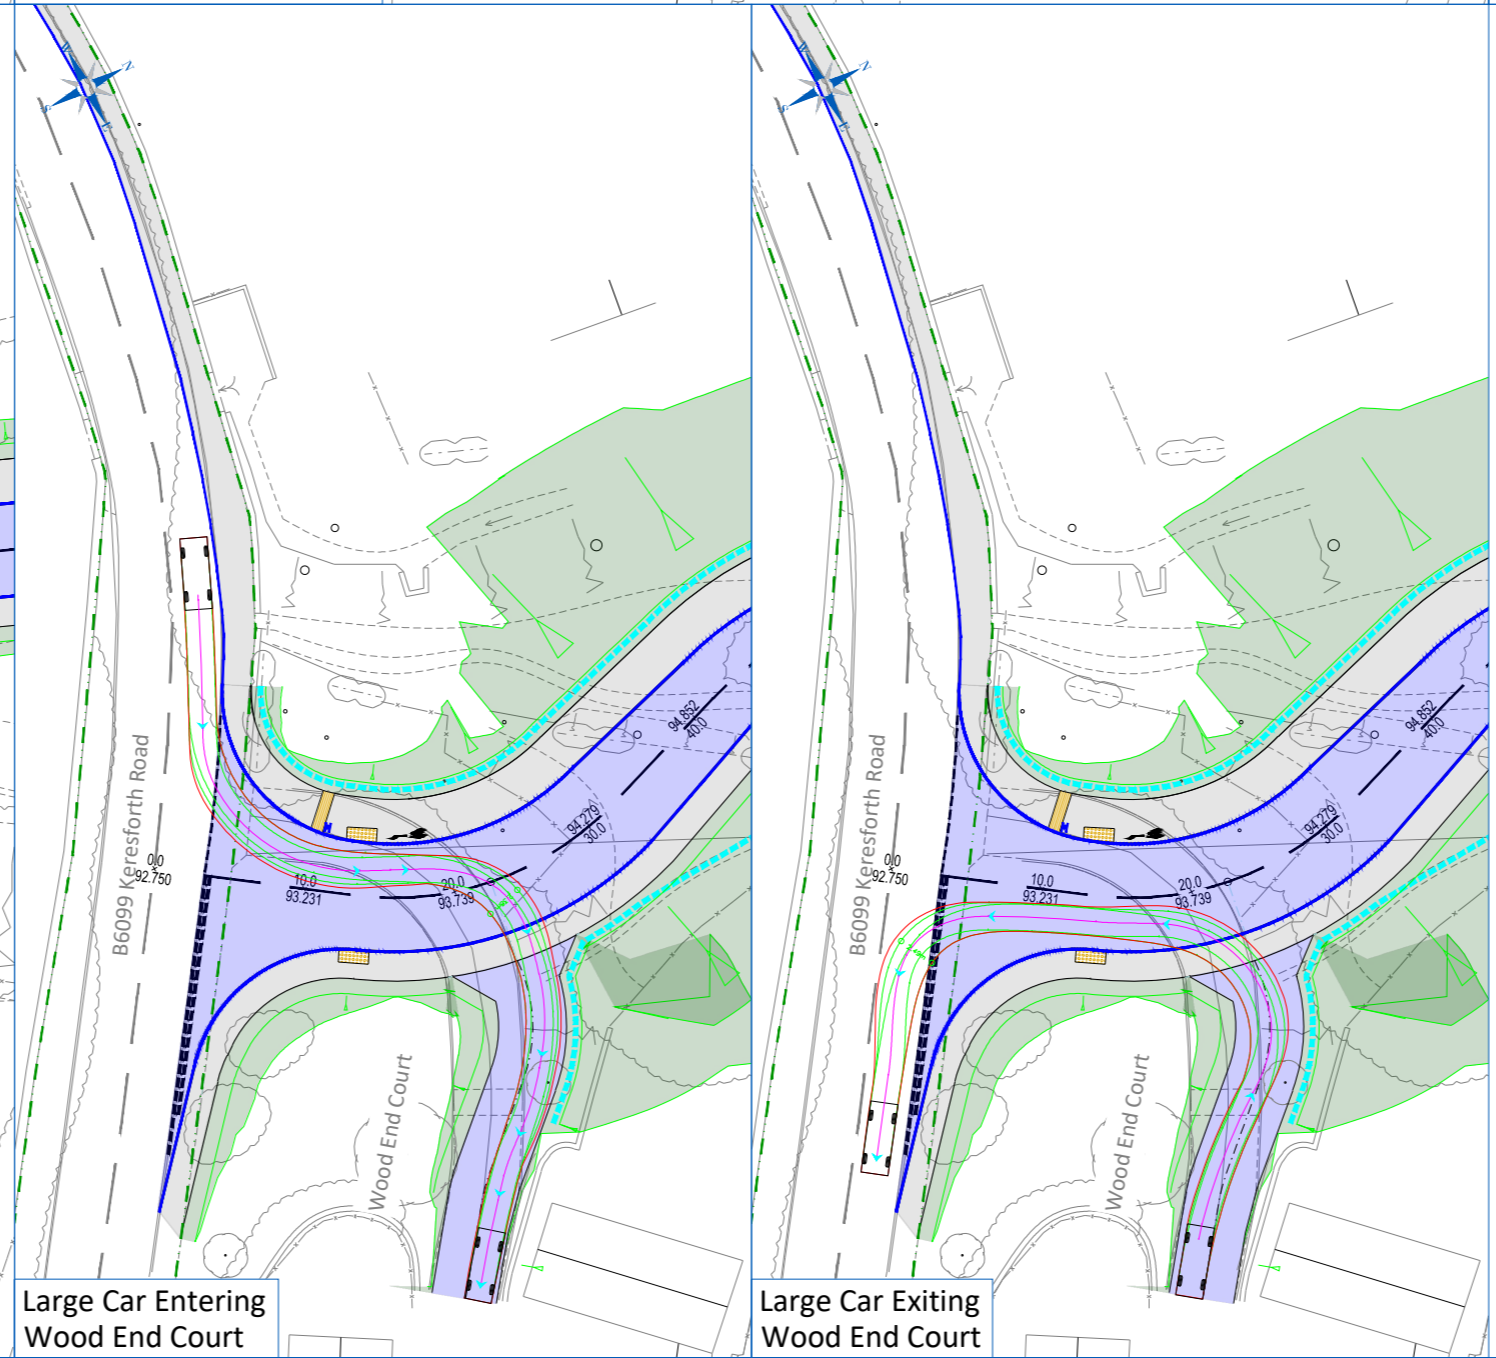 W
N
S
E
B6099 Keresforth Road
0.0
92.750
10.0
93.231
20.0
93.739
94.279
30.0
94.852
40.0
Wood End Court
Large Car Entering
Wood End Court
W
N
S
E
B6099 Keresforth Road
0.0
92.750
10.0
93.231
20.0
93.739
94.279
30.0
94.852
40.0
Wood End Court
Large Car Exiting
Wood End Court